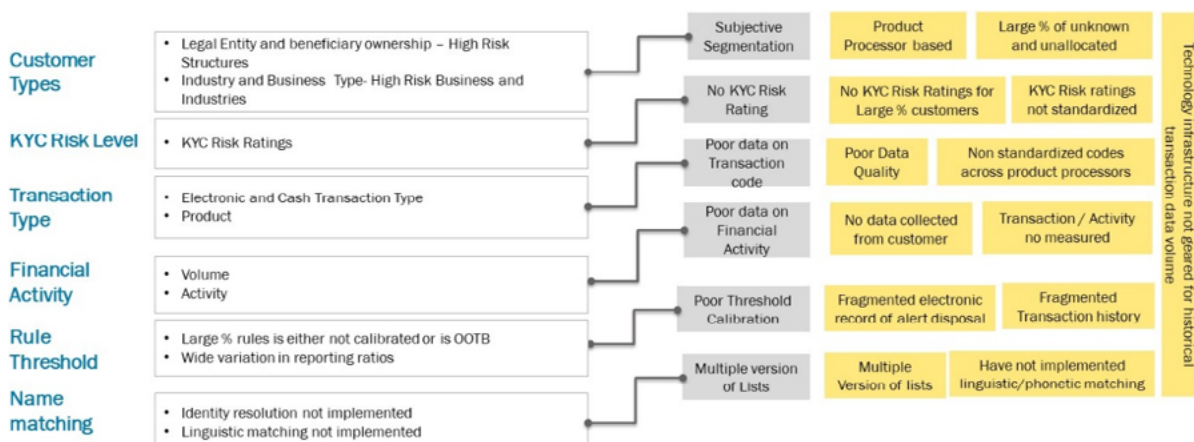 Customer
Types
• Legal Entity and beneficiary ownership – High Risk
Structures
• Industry and Business Type- High Risk Business and
Industries
Subjective
Segmentation
Product
Processor based
Large % of unknown
and unallocated
KYC Risk Level
• KYC Risk Ratings
No KYC Risk
Rating
No KYC Risk Ratings for
Large % customers
KYC Risk ratings
not standardized
Transaction
Type
• Electronic and Cash Transaction Type
• Product
Poor data on
Transaction
code
Poor Data
Quality
Non standardized codes
across product processors
Financial
Activity
• Volume
• Activity
Poor data on
Financial
Activity
No data collected
from customer
Transaction / Activity
no measured
Rule
Threshold
• Large % rules is either not calibrated or is OOTB
• Wide variation in reporting ratios
Poor Threshold
Calibration
Fragmented electronic
record of alert disposal
Fragmented
Transaction history
Name
matching
• Identity resolution not implemented
• Linguistic matching not implemented
Multiple version
of Lists
Multiple
Version of lists
Have not implemented
linguistic/phonetic matching
Technology infrastructure not geared for historical
transaction data volume